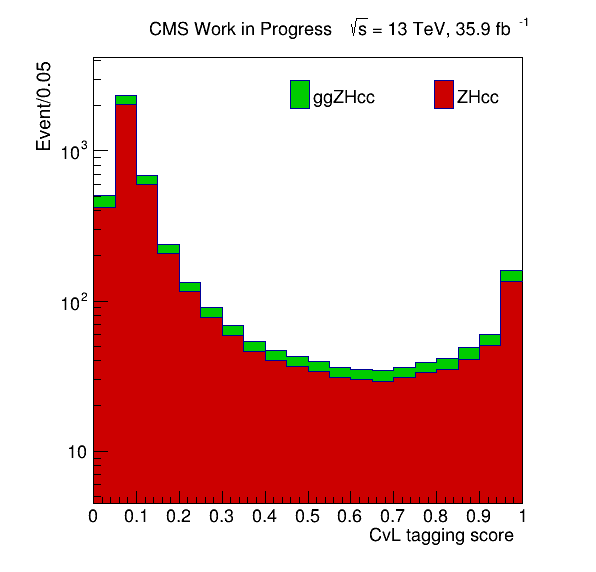 CMS Work in Progress √s = 13 TeV, 35.9 fb⁻¹
Event/0.05
ggZHcc ZHcc
10³
10²
10
0 0.1 0.2 0.3 0.4 0.5 0.6 0.7 0.8 0.9 1
CvL tagging score